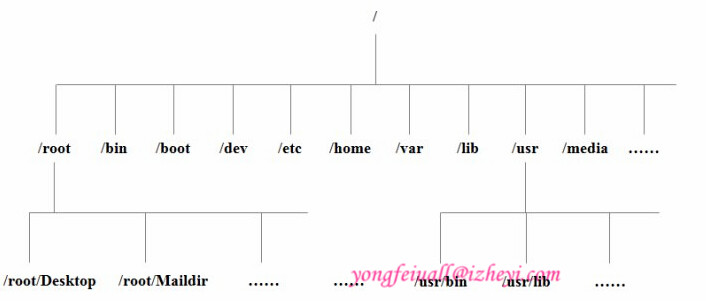 /
/root /bin /boot /dev /etc /home /var /lib /usr /media ......
/root/Desktop /root/Maildir ...... ...... /usr/bin /usr/lib ......
yongfeiuall@izheyi.com